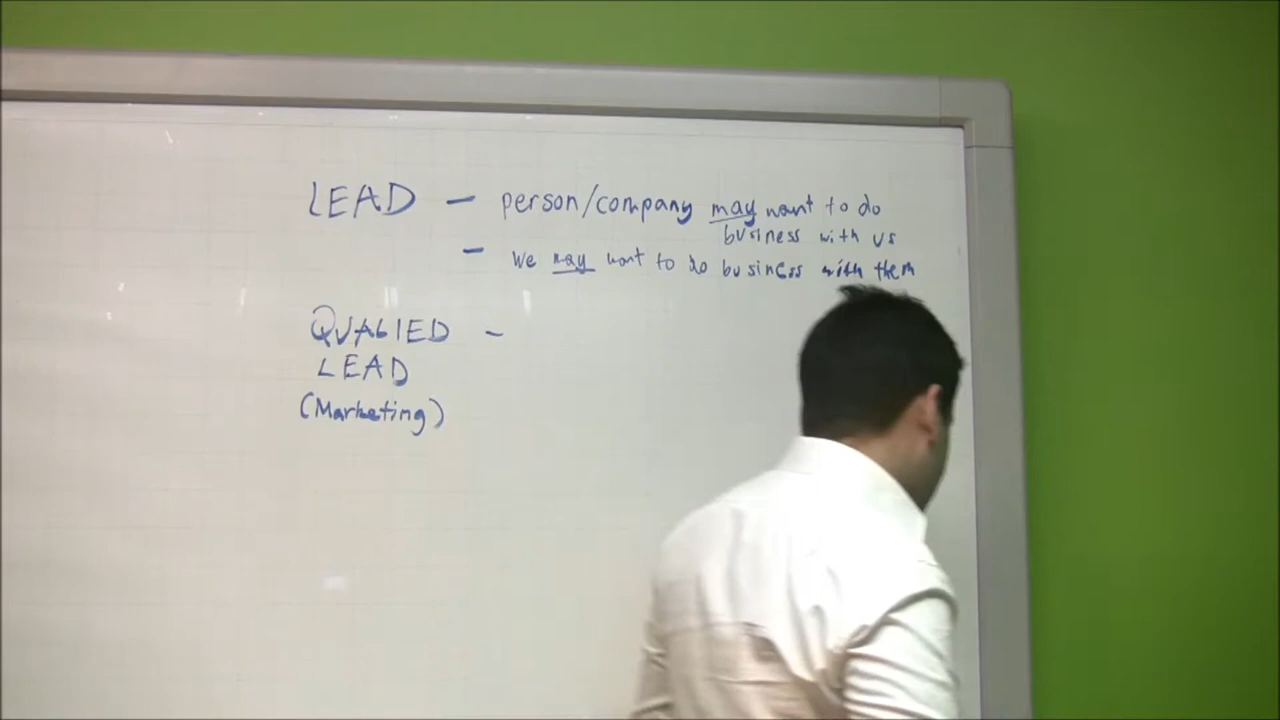 LEAD - person/company may want to do
business with us
- we may want to do business with them
QUALIED -
LEAD
(Marketing)